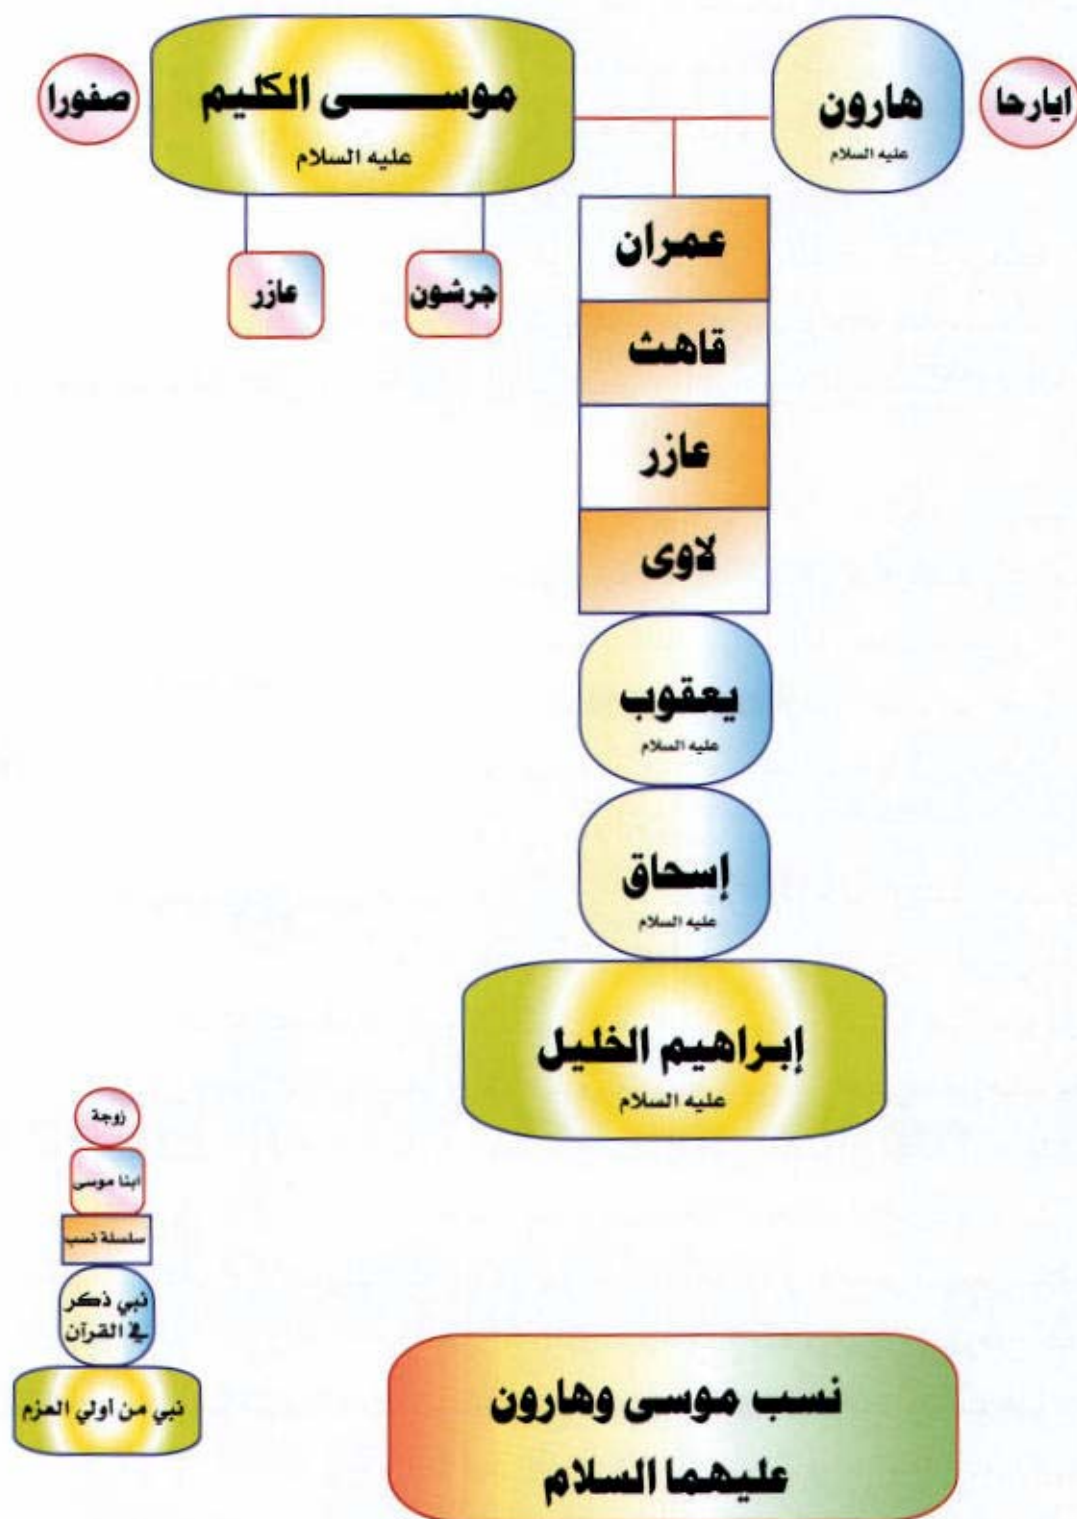 ايارحا
هارون
عليه السلام
موسى الكليم
عليه السلام
صفورا
جرشون
عازر
عمران
قاهث
عازر
لاوى
يعقوب
عليه السلام
إسحاق
عليه السلام
إبراهيم الخليل
عليه السلام
زوجة
ابنا موسى
سلسلة نسب
نبي ذكر
في القرآن
نبي من أولي العزم
نسب موسى وهارون
عليهما السلام